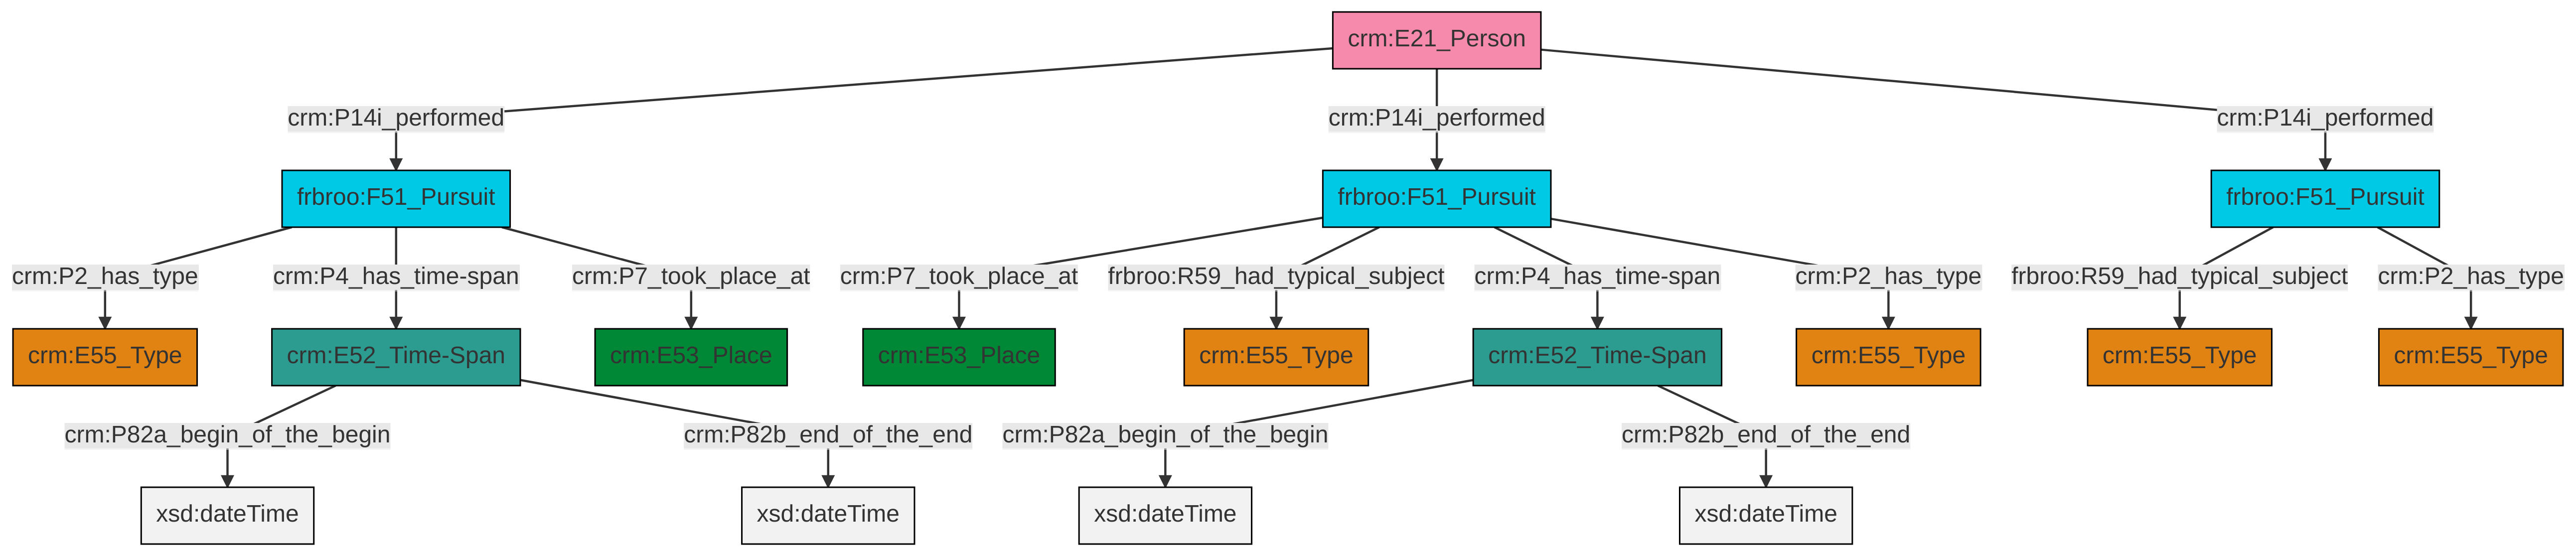 crm:E21_Person
crm:P14i_performed
crm:P14i_performed
crm:P14i_performed
frbroo:F51_Pursuit
frbroo:F51_Pursuit
frbroo:F51_Pursuit
crm:P2_has_type
crm:P4_has_time-span
crm:P7_took_place_at
crm:P7_took_place_at
frbroo:R59_had_typical_subject
crm:P4_has_time-span
crm:P2_has_type
frbroo:R59_had_typical_subject
crm:P2_has_type
crm:E55_Type
crm:E52_Time-Span
crm:E53_Place
crm:E53_Place
crm:E55_Type
crm:E52_Time-Span
crm:E55_Type
crm:E55_Type
crm:E55_Type
crm:P82a_begin_of_the_begin
crm:P82b_end_of_the_end
crm:P82a_begin_of_the_begin
crm:P82b_end_of_the_end
xsd:dateTime
xsd:dateTime
xsd:dateTime
xsd:dateTime